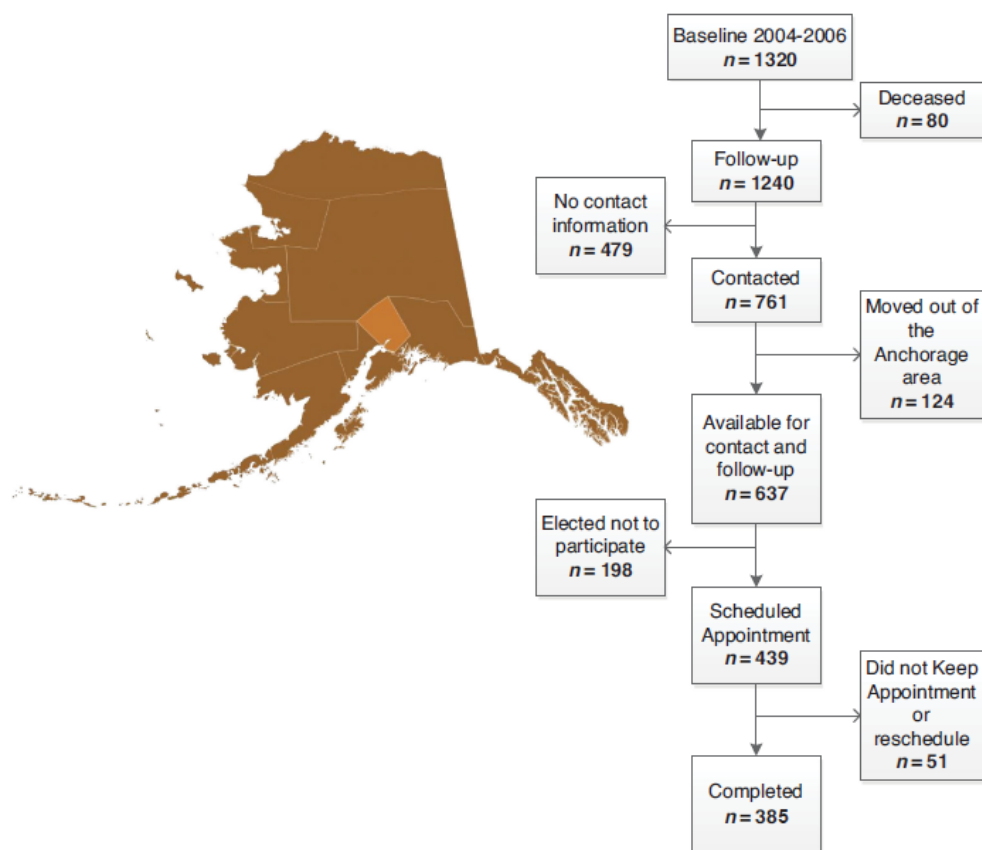 Baseline 2004-2006
n = 1320
Deceased
n = 80
Follow-up
n = 1240
No contact
information
n = 479
Contacted
n = 761
Moved out of
the
Anchorage
area
n = 124
Available for
contact and
follow-up
n = 637
Elected not to
participate
n = 198
Scheduled
Appointment
n = 439
Did not Keep
Appointment
or
reschedule
n = 51
Completed
n = 385